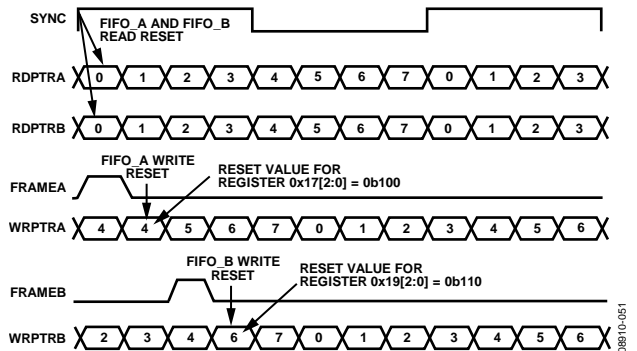 SYNC
FIFO_A AND FIFO_B
READ RESET
RDPTRA 0 1 2 3 4 5 6 7 0 1 2 3
RDPTRB 0 1 2 3 4 5 6 7 0 1 2 3
FIFO_A WRITE
RESET
RESET VALUE FOR
REGISTER 0x17[2:0] = 0b100
FRAMEA
WRPTRA 4 4 5 6 7 0 1 2 3 4 5 6
FIFO_B WRITE
RESET
RESET VALUE FOR
REGISTER 0x19[2:0] = 0b110
FRAMEB
WRPTRB 2 3 4 6 7 0 1 2 3 4 5 6
08910-051